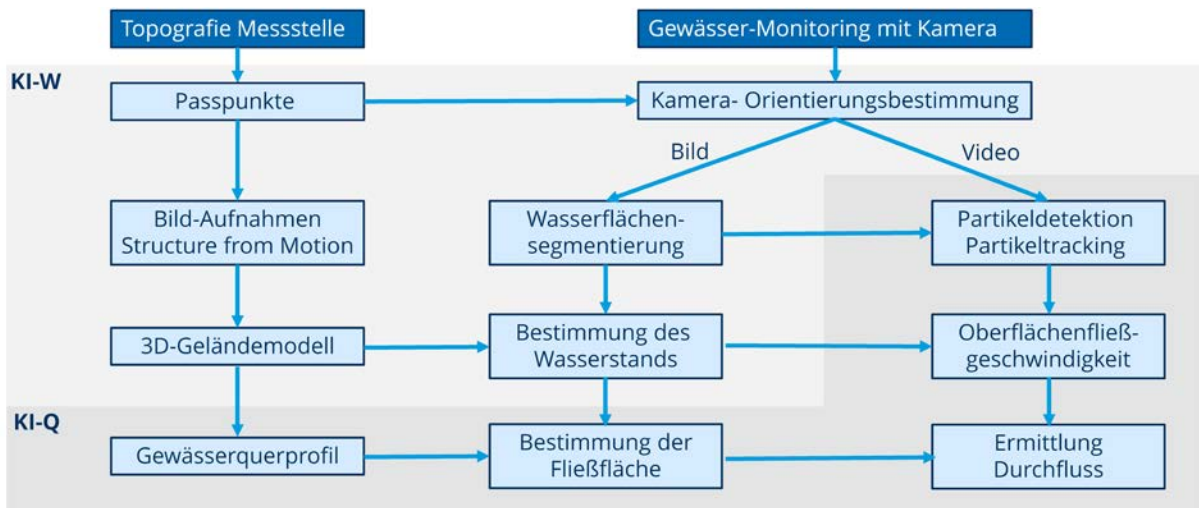 Topografie Messstelle
Gewässer-Monitoring mit Kamera
KI-W
Passpunkte
Kamera- Orientierungsbestimmung
Bild
Video
Bild-Aufnahmen
Structure from Motion
Wasserflächen-
segmentierung
Partikeldetektion
Partikeltracking
3D-Geländemodell
Bestimmung des
Wasserstands
Oberflächenfließ-
geschwindigkeit
KI-Q
Gewässerquerprofil
Bestimmung der
Fließfläche
Ermittlung
Durchfluss